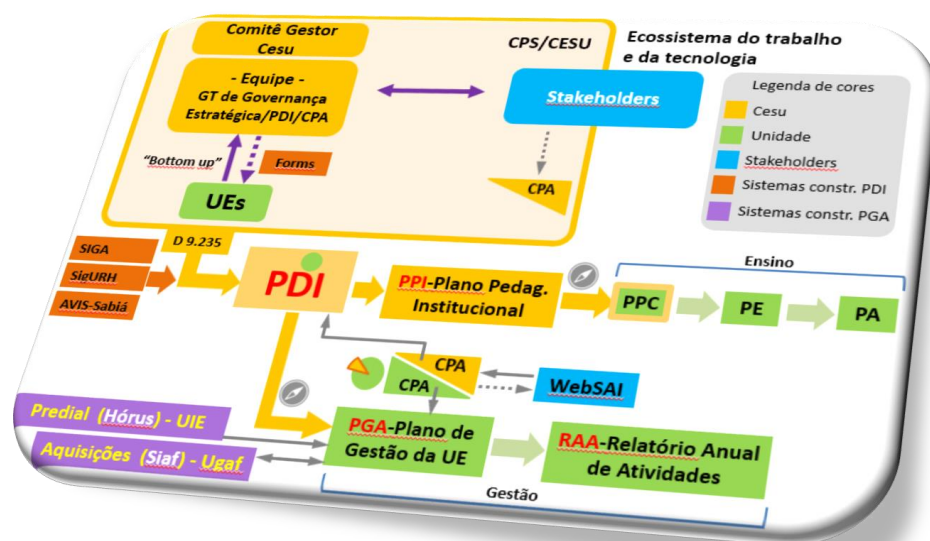 Comitê Gestor
Cesu
CPS/CESU
Ecossistema do trabalho
e da tecnologia
- Equipe -
GT de Governança
Estratégica/PDI/CPA
Stakeholders
Legenda de cores
Cesu
Unidade
Stakeholders
Sistemas constr. PDI
Sistemas constr. PGA
"Bottom up"
Forms
CPA
UEs
D 9.235
SIGA
SigURH
AVIS-Sabiá
PDI
PPI-Plano Pedag.
Institucional
Ensino
PPC
PE
PA
CPA
CPA
WebSAI
Predial (Hórus) - UIE
Aquisições (Siaf) - Ugaf
PGA-Plano de
Gestão da UE
RAA-Relatório Anual
de Atividades
Gestão